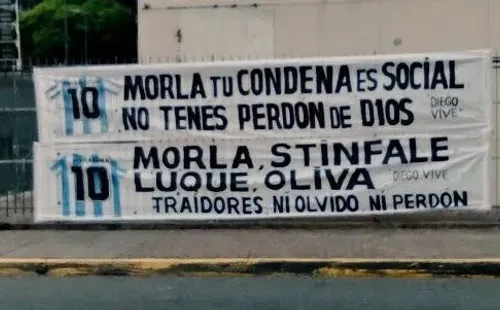 10
MORLA TU CONDENA ES SOCIAL
NO TENES PERDON DE DIOS
DIEGO
VIVE
10
MORLA, STINFALE
LUQUE, OLIVA
DIEGO VIVE
TRAIDORES NI OLVIDO NI PERDÓN